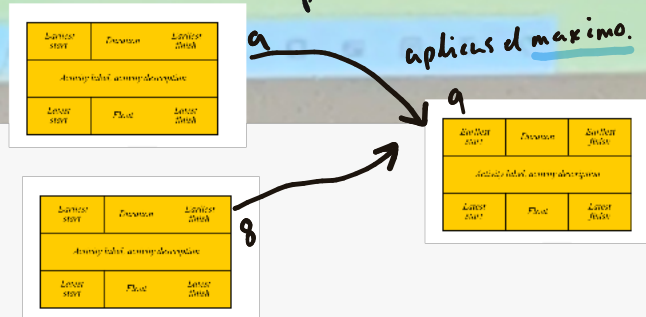 Earliest start
Duration
Earliest finish
Activity label, activity description
Latest start
Float
Latest finish
9
aplicas el maximo.
9
Earliest start
Duration
Earliest finish
Activity label, activity description
Latest start
Float
Latest finish
Earliest start
Duration
Earliest finish
Activity label, activity description
Latest start
Float
Latest finish
8